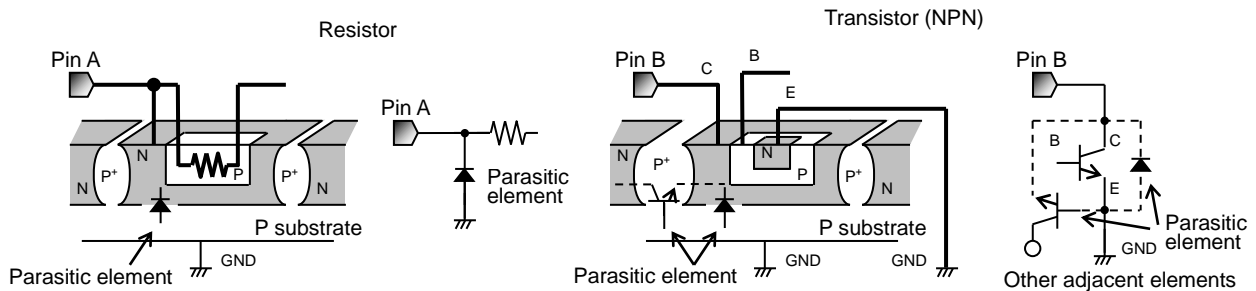 Resistor
Transistor (NPN)
Pin A
Pin B
C
B
E
Pin B
Pin A
N
P
N
P+
P+
N
Parasitic
element
P substrate
GND
Parasitic element
N
P
N
N
P+
P+
N
P substrate
GND
GND
Parasitic element
B
C
E
Parasitic
element
GND
Other adjacent elements